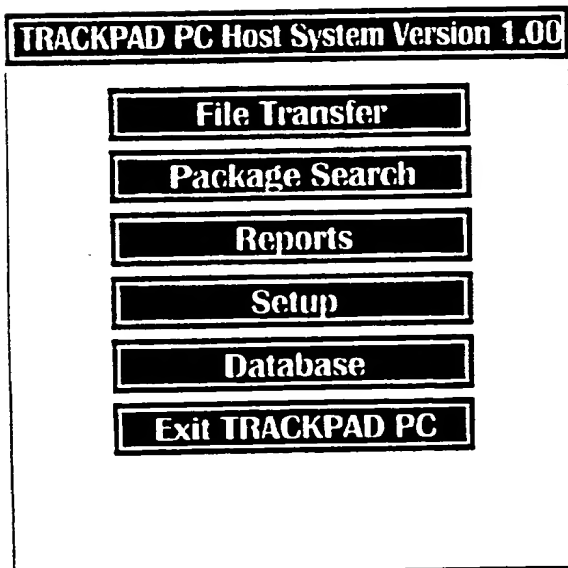 TRACKPAD PC Host System Version 1.00
File Transfer
Package Search
Reports
Setup
Database
Exit TRACKPAD PC